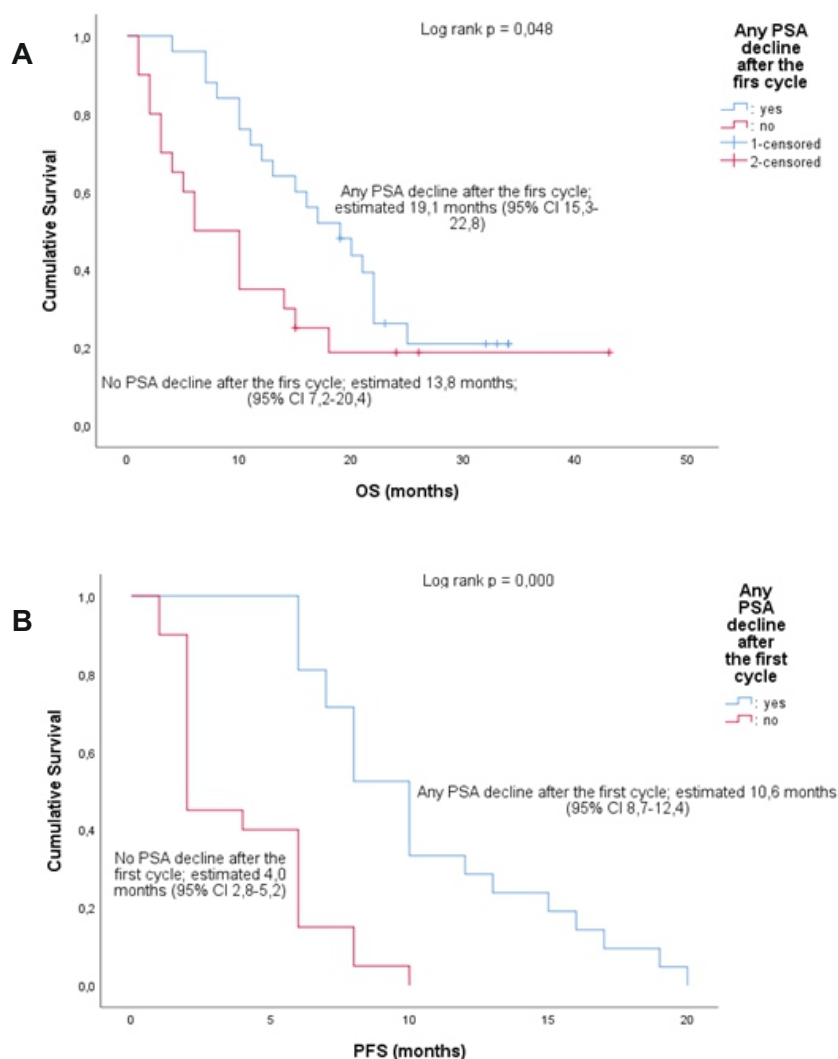 A
Log rank p = 0,048
Any PSA
decline
after the
firs cycle
: yes
: no
1-censored
2-censored
Cumulative Survival
1,0
0,8
0,6
0,4
0,2
0,0
Any PSA decline after the firs cycle;
estimated 19,1 months (95% CI 15,3-
22,8)
No PSA decline after the firs cycle; estimated 13,8 months;
(95% CI 7,2-20,4)
0 10 20 30 40 50
OS (months)
B
Log rank p = 0,000
Any
PSA
decline
after
the first
cycle
: yes
: no
Cumulative Survival
1,0
0,8
0,6
0,4
0,2
0,0
Any PSA decline after the first cycle; estimated 10,6 months
(95% CI 8,7-12,4)
No PSA decline after the
first cycle; estimated 4,0
months (95% CI 2,8-5,2)
0 5 10 15 20
PFS (months)